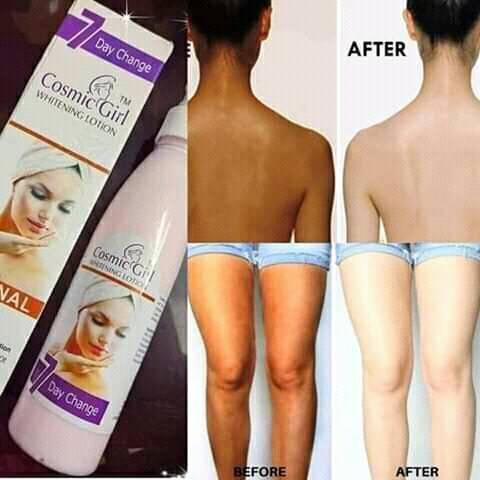 7
Day Change
Cosmic Girl ™
WHITENING LOTION
NAL
Cosmic Girl
WHITENING LOTION
7
Day Change
E
AFTER
BEFORE
AFTER